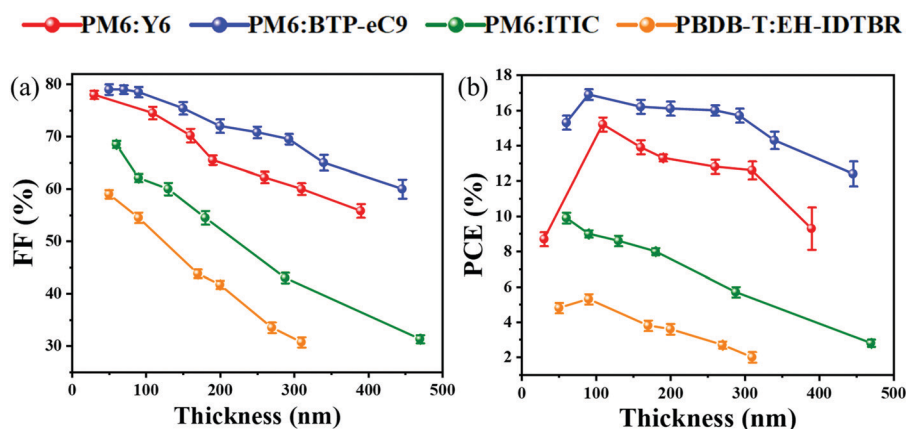 PM6:Y6 PM6:BTP-eC9 PM6:ITIC PBDB-T:EH-IDTBR
(a)
FF (%)
80
70
60
50
40
30
0 100 200 300 400 500
Thickness (nm)
(b)
PCE (%)
18
16
14
12
10
8
6
4
2
0 100 200 300 400 500
Thickness (nm)